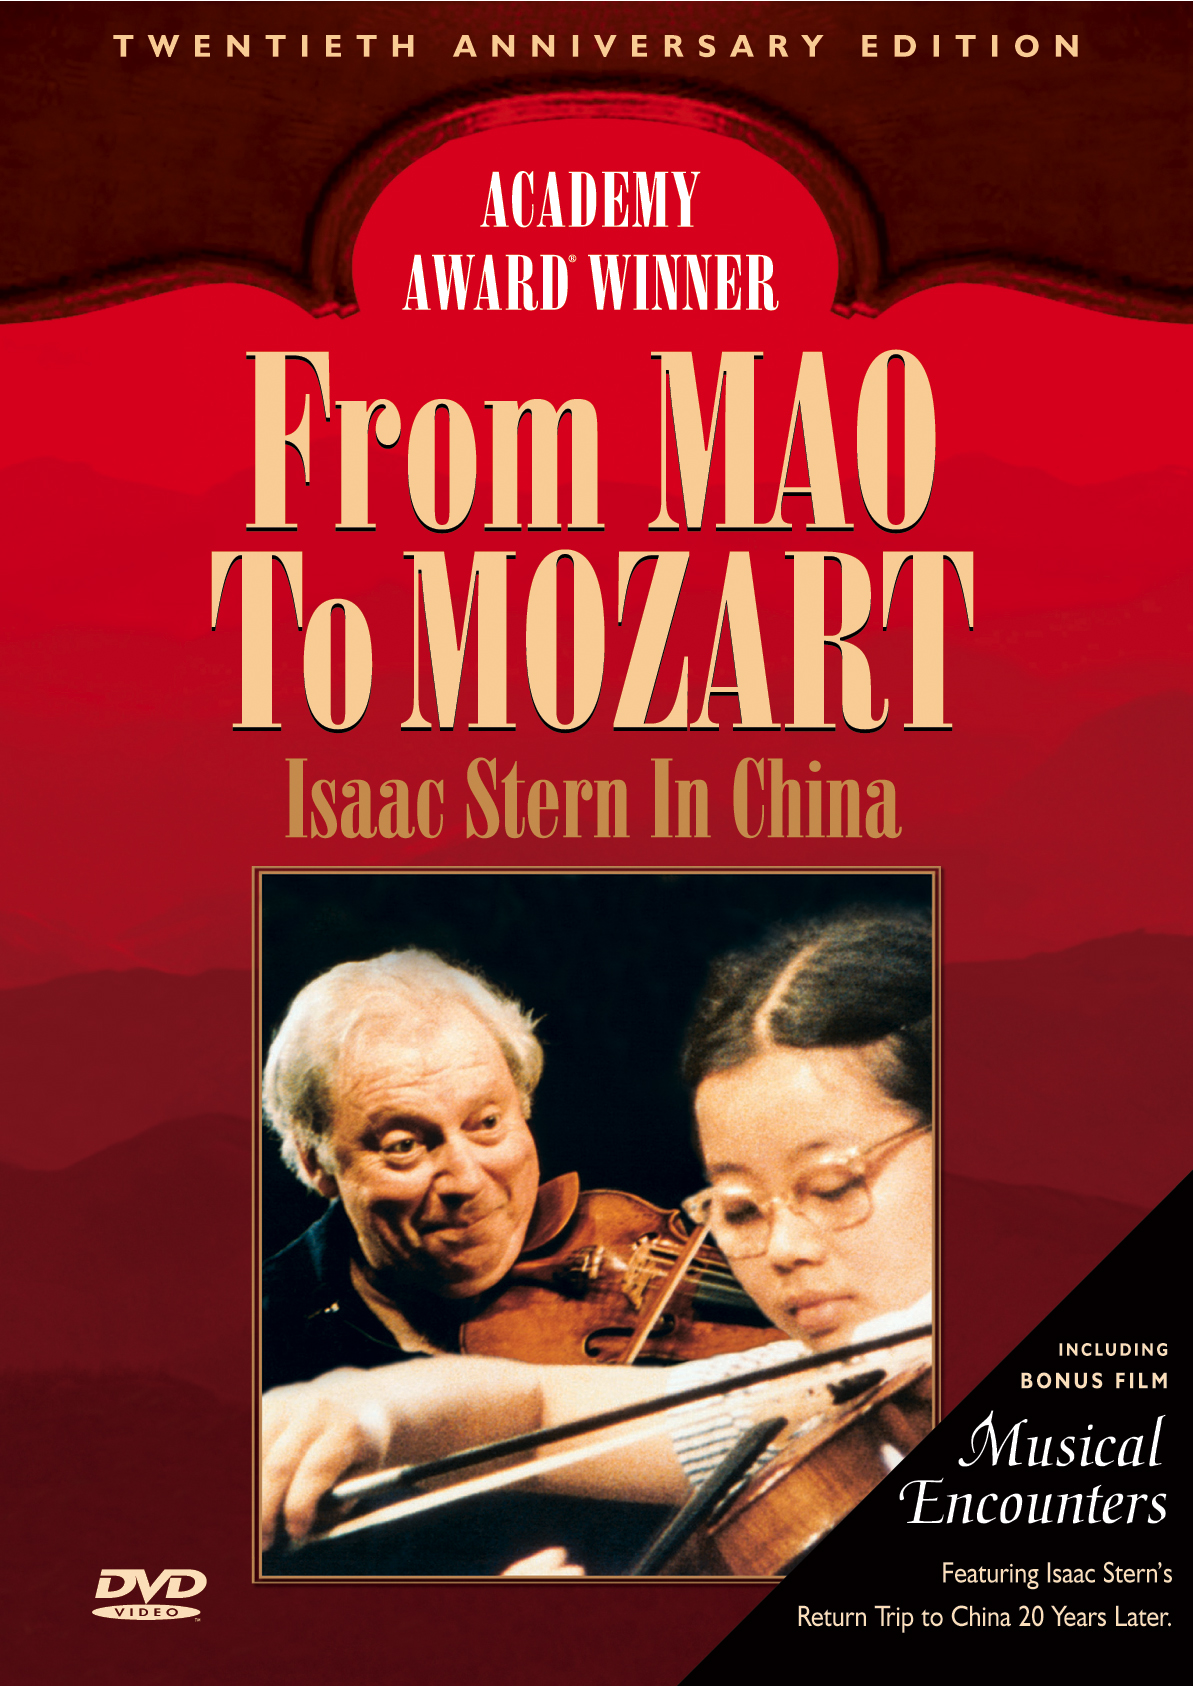 TWENTIETH ANNIVERSARY EDITION
ACADEMY
AWARD® WINNER
From MAO
To MOZART
Isaac Stern In China
INCLUDING
BONUS FILM
Musical
Encounters
Featuring Isaac Stern's
Return Trip to China 20 Years Later.
DVD
VIDEO™